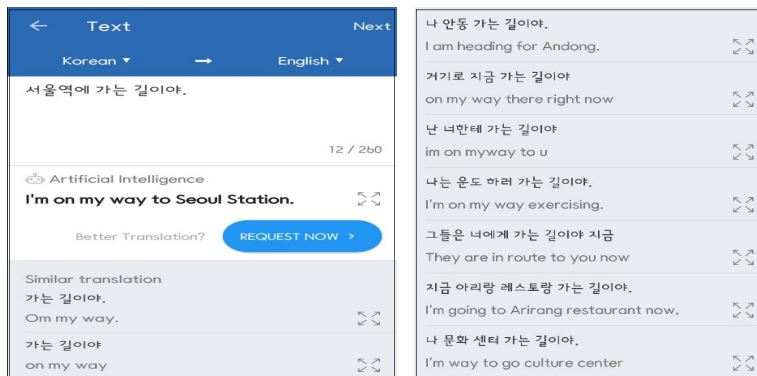 Text Next
Korean ▼ → English ▼
서울역에 가는 길이야.
12 / 260
Artificial Intelligence
I'm on my way to Seoul Station.
Better Translation? REQUEST NOW >
Similar translation
가는 길이야.
Om my way.
가는 길이야
on my way
나 안동 가는 길이야.
I am heading for Andong.
거기로 지금 가는 길이야
on my way there right now
난 너한테 가는 길이야
im on myway to u
나는 운도 하러 가는 길이야.
I'm on my way exercising.
그들은 너에게 가는 길이야 지금
They are in route to you now
지금 아리랑 레스토랑 가는 길이야.
I'm going to Arirang restaurant now.
나 문화 센터 가는 길이야.
I'm way to go culture center